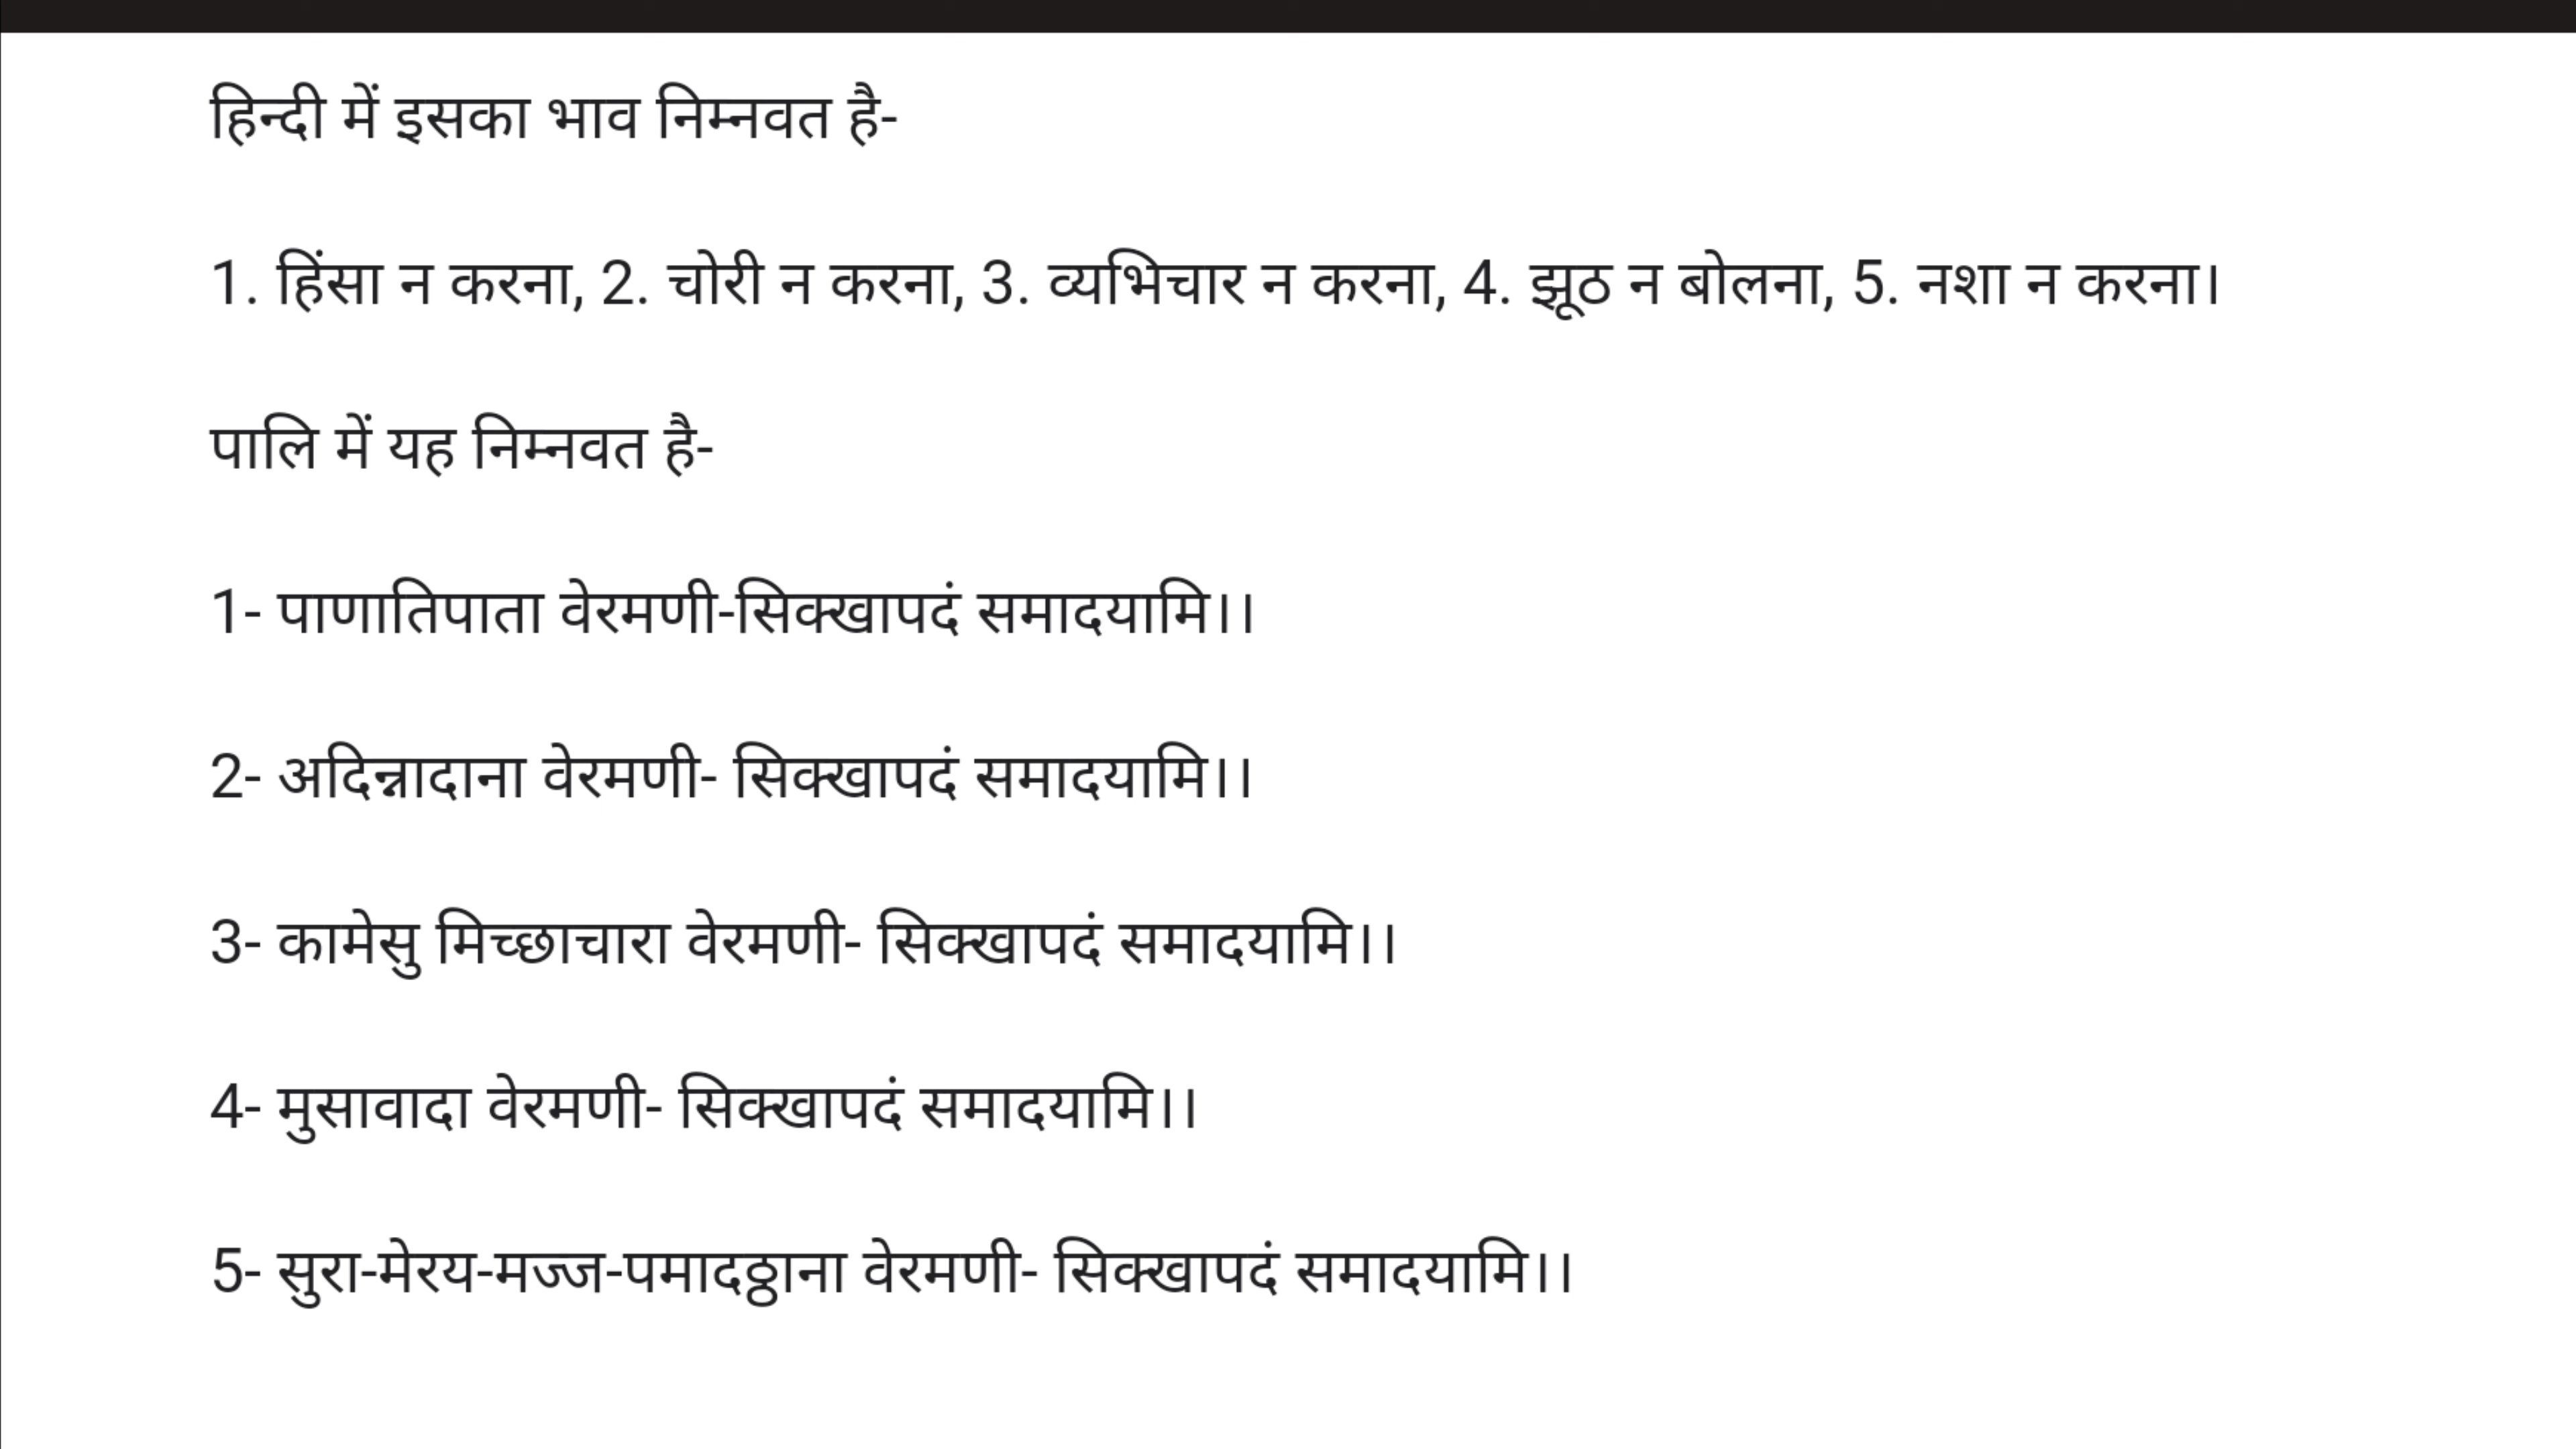 हिन्दी में इसका भाव निम्नवत है-
1. हिंसा न करना, 2. चोरी न करना, 3. व्यभिचार न करना, 4. झूठ न बोलना, 5. नशा न करना।
पालि में यह निम्नवत है-
1- पाणातिपाता वेरमणी-सिक्खापदं समादयामि।।
2- अदिन्नादाना वेरमणी- सिक्खापदं समादयामि।।
3- कामेसु मिच्छाचारा वेरमणी- सिक्खापदं समादयामि।।
4- मुसावादा वेरमणी- सिक्खापदं समादयामि।।
5- सुरा-मेरय-मज्ज-पमादठ्ठाना वेरमणी- सिक्खापदं समादयामि।।